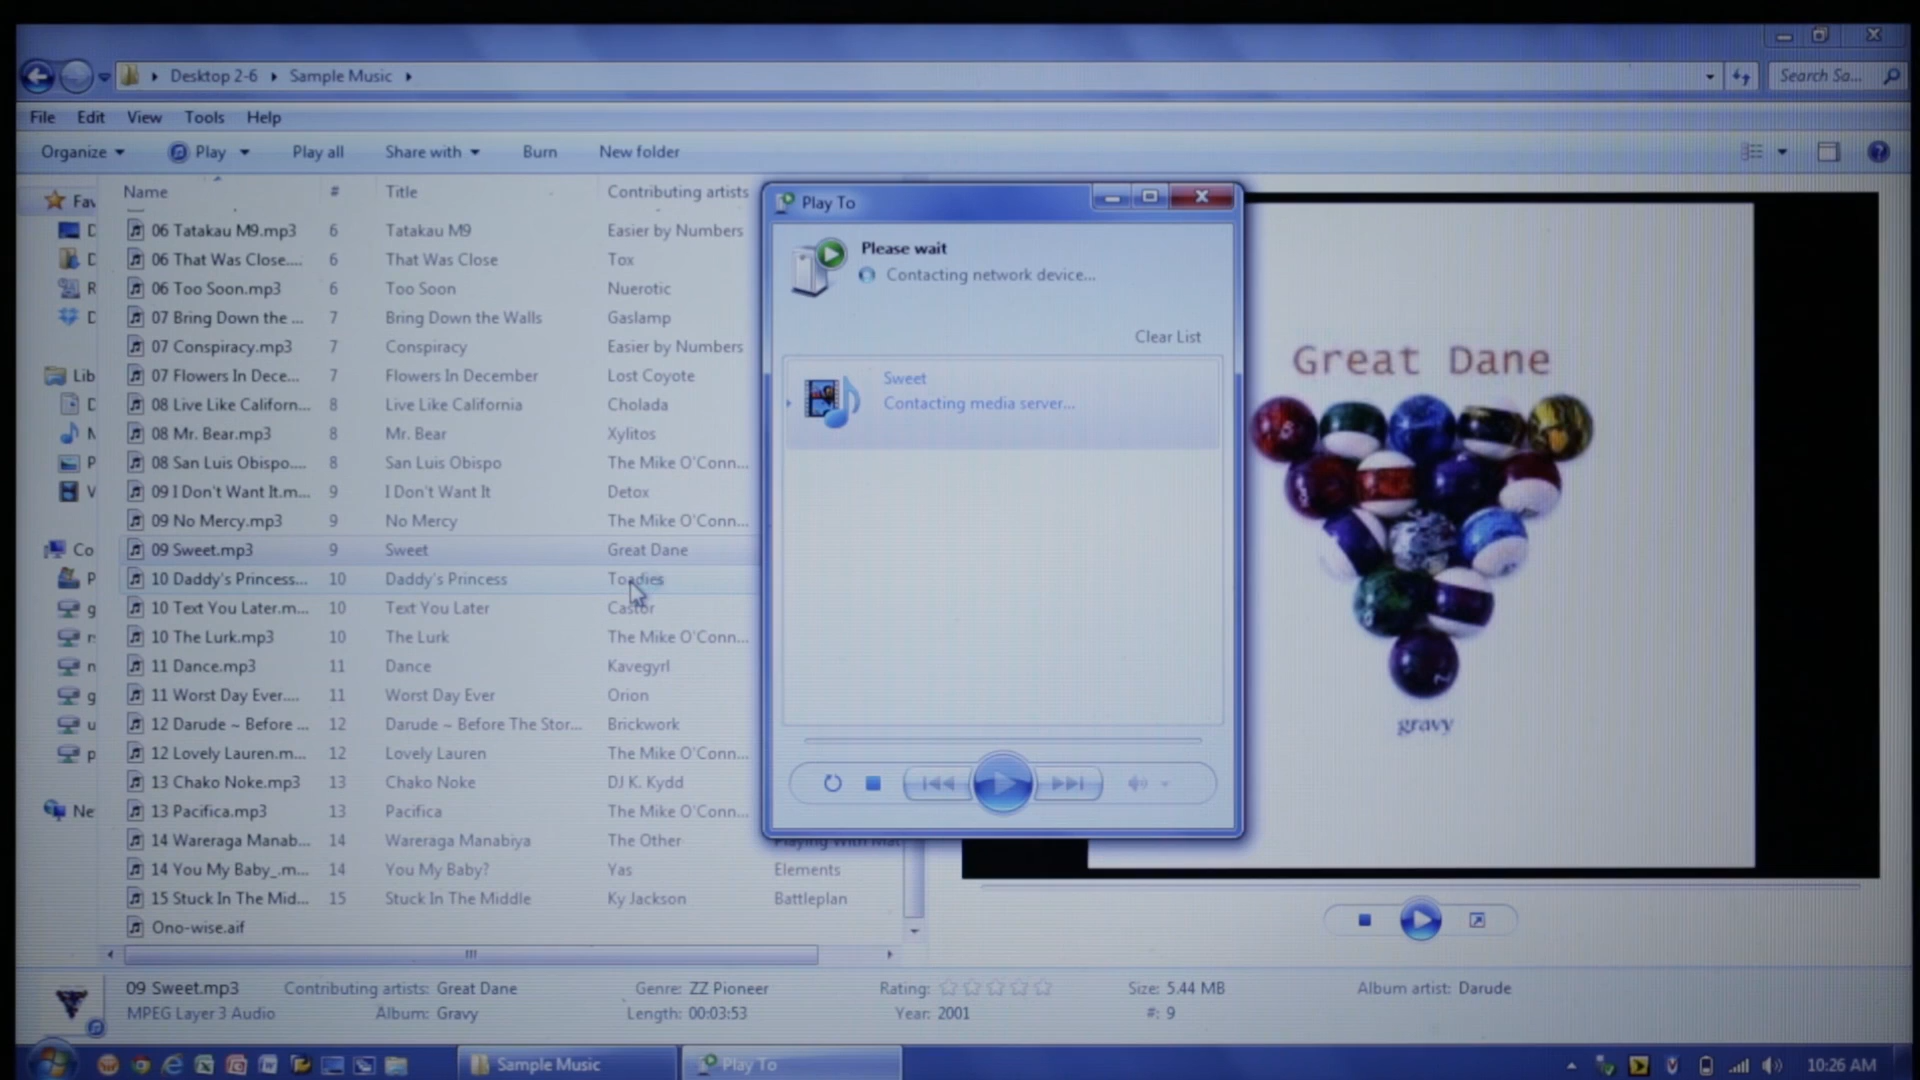 Desktop 2-6 Sample Music Search Sa...
File Edit View Tools Help
Organize Play Play all Share with Burn New folder
Name # Title Contributing artists
06 Tatakau M9.mp3 6 Tatakau M9 Easier by Numbers
06 That Was Close.... 6 That Was Close Tox
06 Too Soon.mp3 6 Too Soon Nuerotic
07 Bring Down the ... 7 Bring Down the Walls Gaslamp
07 Conspiracy.mp3 7 Conspiracy Easier by Numbers
07 Flowers In Dece... 7 Flowers In December Lost Coyote
08 Live Like Californ... 8 Live Like California Cholada
08 Mr. Bear.mp3 8 Mr. Bear Xylitos
08 San Luis Obispo.... 8 San Luis Obispo The Mike O'Conn...
09 I Don't Want It.m... 9 I Don't Want It Detox
09 No Mercy.mp3 9 No Mercy The Mike O'Conn...
09 Sweet.mp3 9 Sweet Great Dane
10 Daddy's Princess... 10 Daddy's Princess Toadies
10 Text You Later.m... 10 Text You Later Castor
10 The Lurk.mp3 10 The Lurk The Mike O'Conn...
11 Dance.mp3 11 Dance Kavegyrl
11 Worst Day Ever.... 11 Worst Day Ever Orion
12 Darude ~ Before ... 12 Darude ~ Before The Stor... Brickwork
12 Lovely Lauren.m... 12 Lovely Lauren The Mike O'Conn...
13 Chako Noke.mp3 13 Chako Noke DJ K. Kydd
13 Pacifica.mp3 13 Pacifica The Mike O'Conn...
14 Wareraga Manab... 14 Wareraga Manabiya The Other Playing With Mat
14 You My Baby_.m... 14 You My Baby? Yas Elements
15 Stuck In The Mid... 15 Stuck In The Middle Ky Jackson Battleplan
Ono-wise.aif
Fav
D
D
R
D
Lib
D
M
P
V
Co
P
g
r
n
g
u
p
Ne
Play To
Please wait
Contacting network device...
Clear List
Sweet
Contacting media server...
Great Dane
gravy
09 Sweet.mp3 Contributing artists: Great Dane Genre: ZZ Pioneer Rating: Size: 5.44 MB Album artist: Darude
MPEG Layer 3 Audio Album: Gravy Length: 00:03:53 Year: 2001 #: 9
Sample Music Play To 10:26 AM